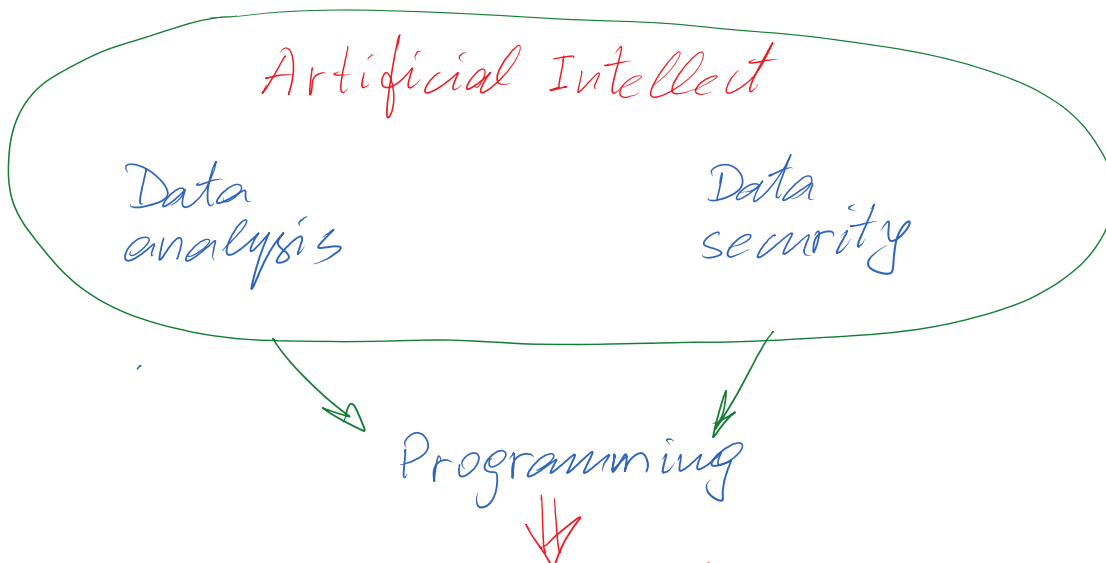 Artificial Intellect
Data
analysis
Data
security
Programming